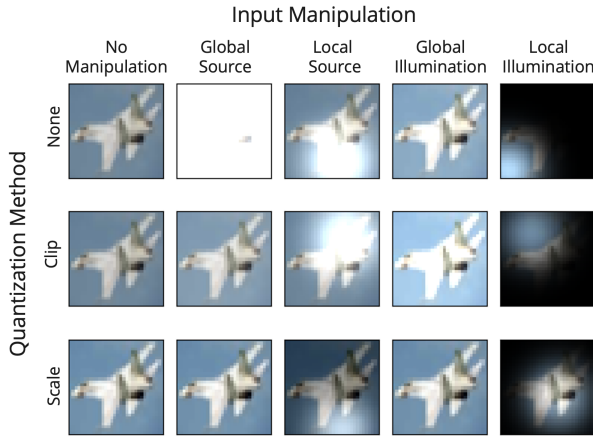 Input Manipulation
No
Manipulation
Global
Source
Local
Source
Global
Illumination
Local
Illumination
Quantization Method
None
Clip
Scale